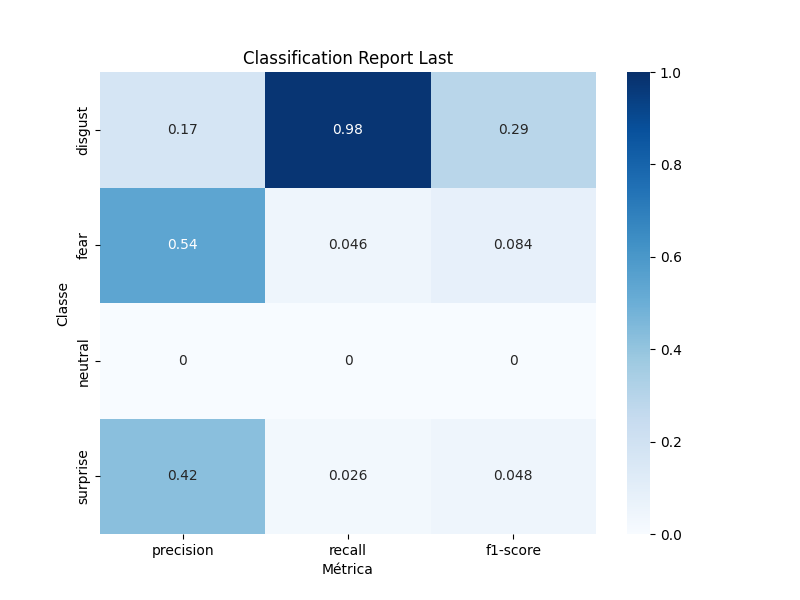 Classification Report Last
Classe
disgust 0.17 0.98 0.29
fear 0.54 0.046 0.084
neutral 0 0 0
surprise 0.42 0.026 0.048
precision recall f1-score
Métrica
1.0
0.8
0.6
0.4
0.2
0.0